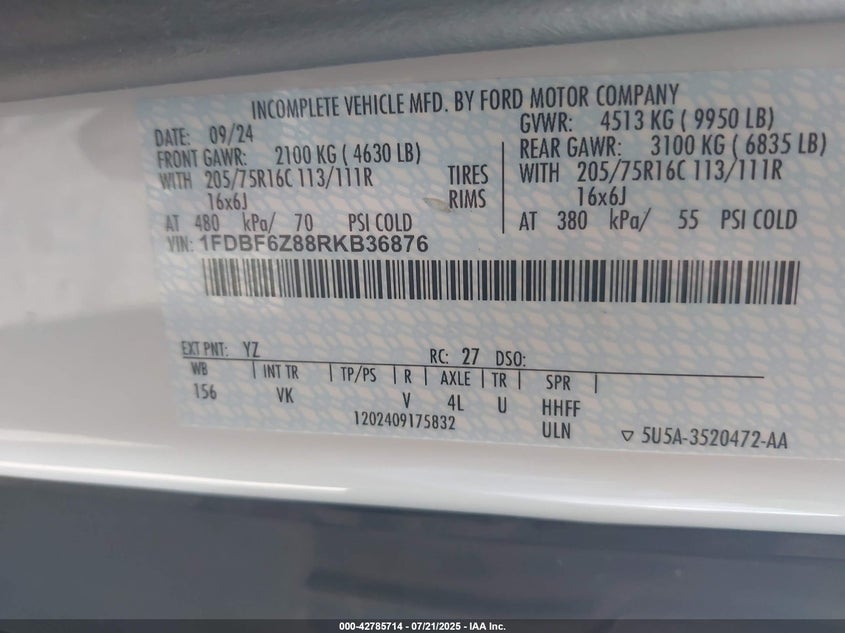 INCOMPLETE VEHICLE MFD. BY FORD MOTOR COMPANY
DATE: 09/24 GVWR: 4513 KG ( 9950 LB)
FRONT GAWR: 2100 KG ( 4630 LB) REAR GAWR: 3100 KG ( 6835 LB)
WITH 205/75R16C 113/111R TIRES WITH 205/75R16C 113/111R
16x6J RIMS 16x6J
AT 480 kPa/ 70 PSI COLD AT 380 kPa/ 55 PSI COLD
VIN: 1FDBF6Z88RKB36876
EXT PNT: YZ RC: 27 DSO:
WB | INT TR | TP/PS | R | AXLE | TR | SPR |
156 VK V 4L U HHFF
1202409175832 ULN ▽ 5U5A-3520472-AA
000-42785714 | 07/21/2025 - IAA Inc.